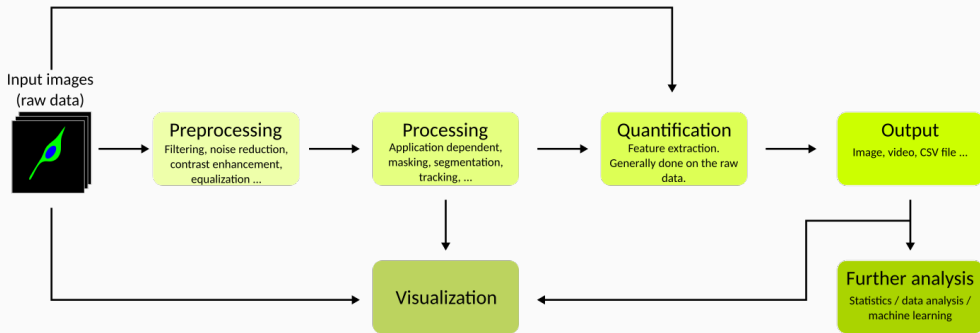 Input images
(raw data)
Preprocessing
Filtering, noise reduction,
contrast enhancement,
equalization ...
Processing
Application dependent,
masking, segmentation,
tracking, ...
Quantification
Feature extraction.
Generally done on the raw
data.
Output
Image, video, CSV file ...
Visualization
Further analysis
Statistics / data analysis /
machine learning